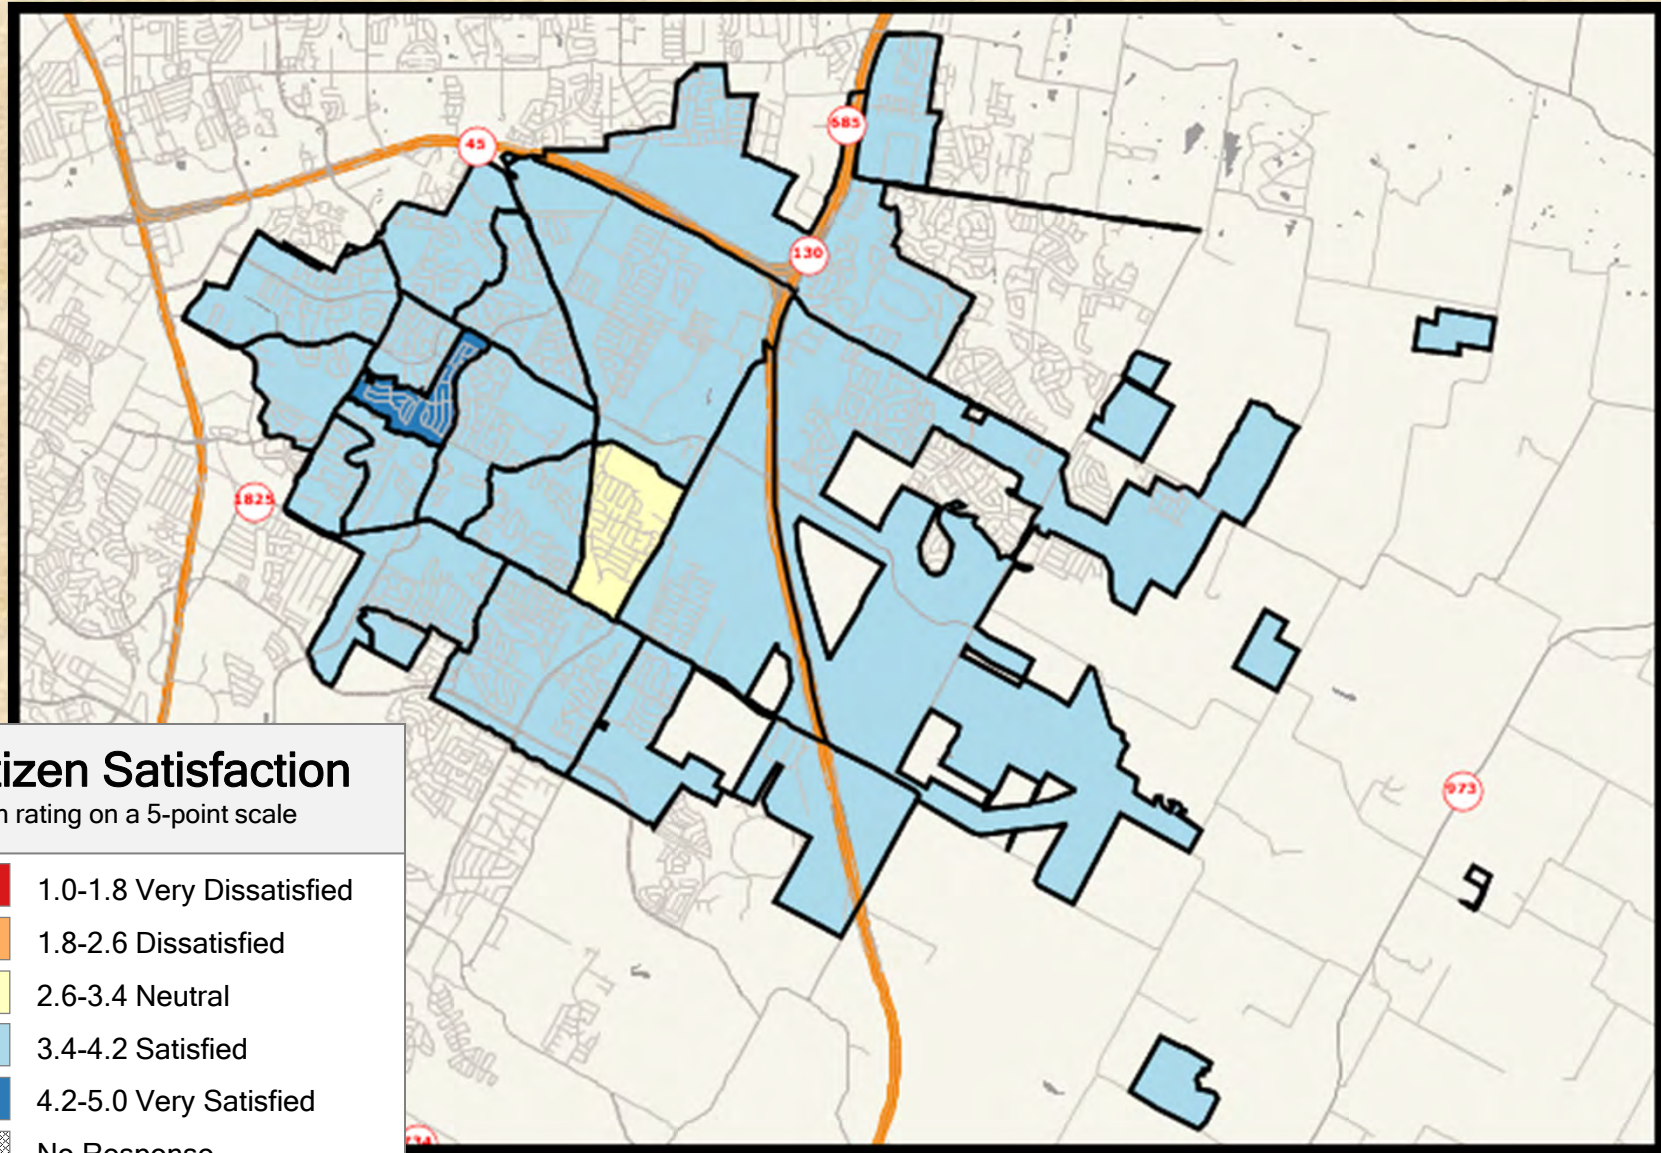 45
685
130
1825
973
Satisfaction
rating on a 5-point scale
1.0-1.8 Very Dissatisfied
1.8-2.6 Dissatisfied
2.6-3.4 Neutral
3.4-4.2 Satisfied
4.2-5.0 Very Satisfied
No Response